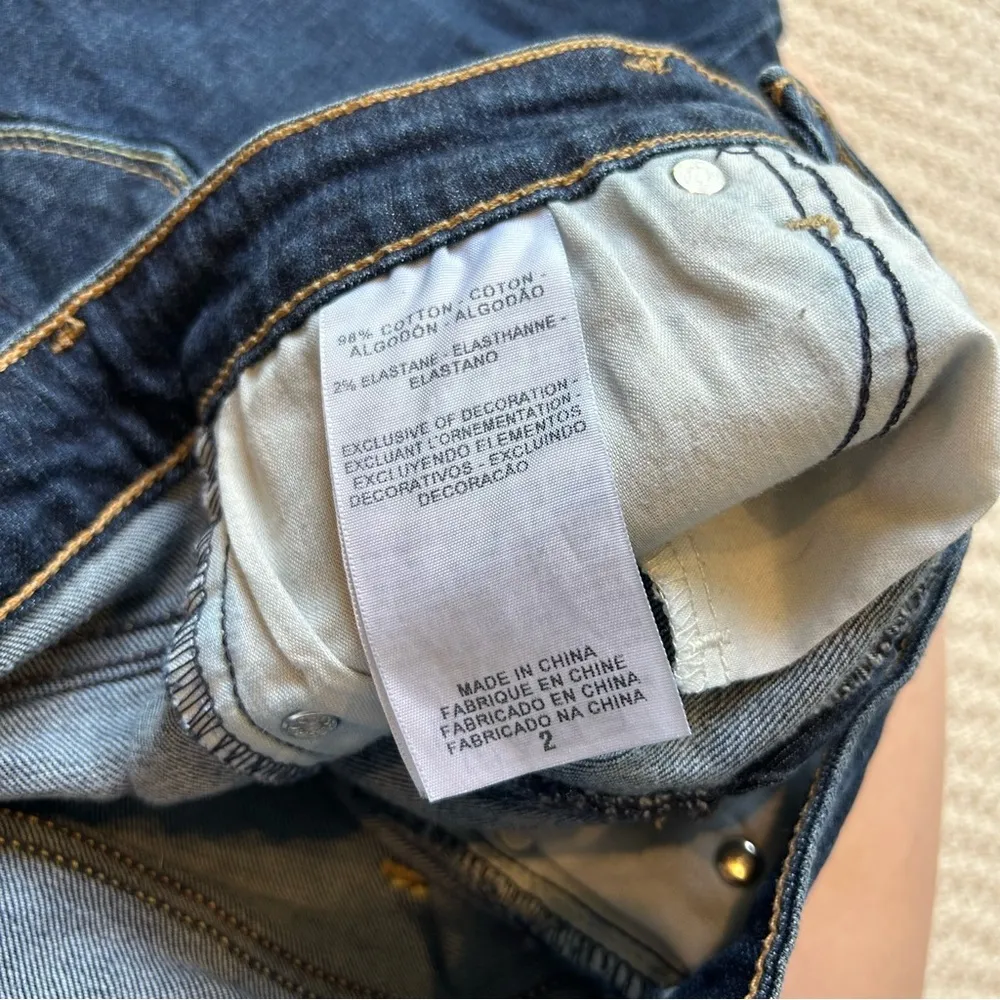 98% COTTON - COTON -
ALGODÓN - ALGODÃO
2% ELASTANE - ELASTHANNE -
ELASTANO
EXCLUSIVE OF DECORATION -
EXCLUANT L'ORNEMENTATION -
EXCLUYENDO ELEMENTOS
DECORATIVOS - EXCLUINDO
DECORAÇÃO
MADE IN CHINA
FABRIQUE EN CHINE
FABRICADO EN CHINA
FABRICADO NA CHINA
2